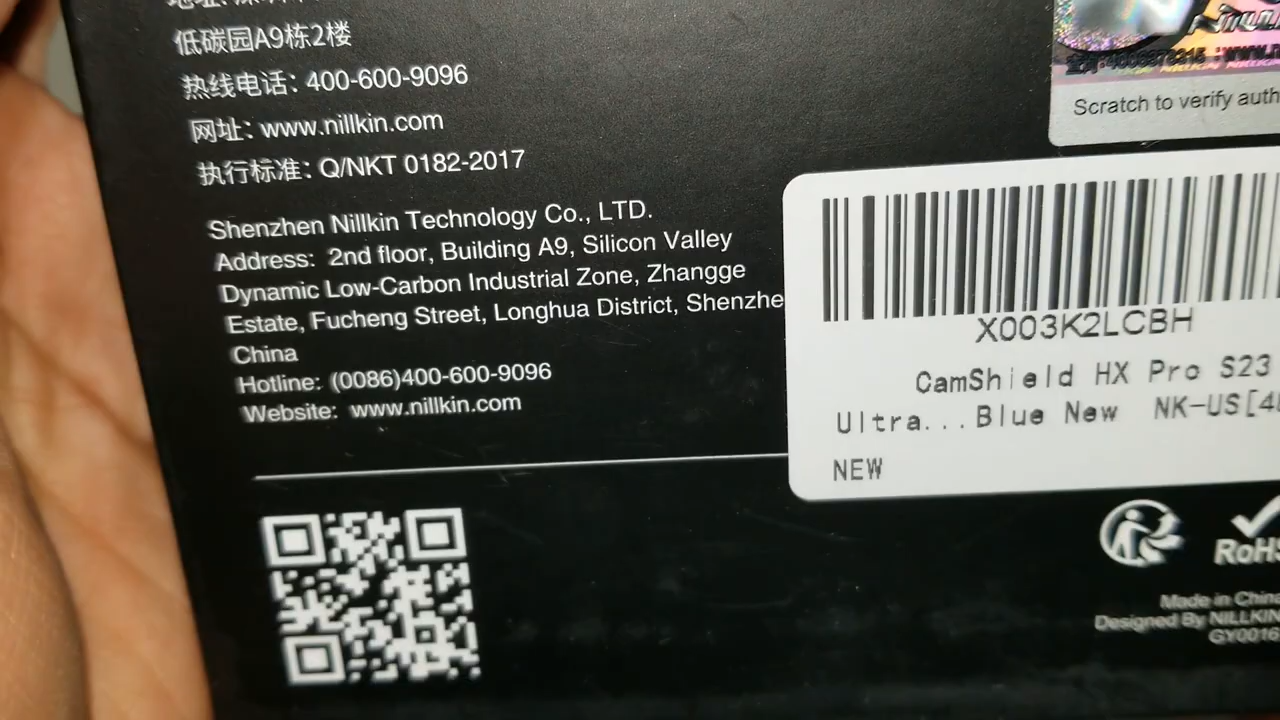 低碳园A9栋2楼
热线电话: 400-600-9096
网址: www.nillkin.com
执行标准: Q/NKT 0182-2017
Shenzhen Nillkin Technology Co., LTD.
Address: 2nd floor, Building A9, Silicon Valley
Dynamic Low-Carbon Industrial Zone, Zhangge
Estate, Fucheng Street, Longhua District, Shenzhe
China
Hotline: (0086)400-600-9096
Website: www.nillkin.com
Scratch to verify auth
X003K2LCBH
CamShield HX Pro S23
Ultra...Blue New NK-US[4
NEW
RoHS
Made in China
Designed By NILLKIN
GY0016